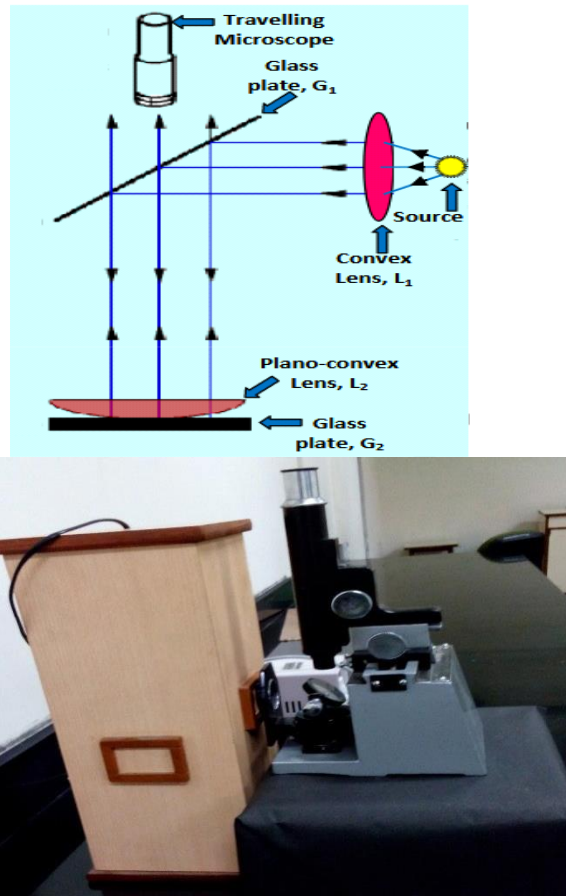 Travelling
Microscope
Glass
plate, G₁
Source
Convex
Lens, L₁
Plano-convex
Lens, L₂
Glass
plate, G₂